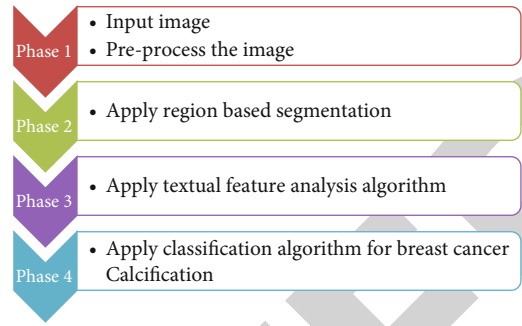 Phase 1
• Input image
• Pre-process the image
Phase 2
• Apply region based segmentation
Phase 3
• Apply textual feature analysis algorithm
Phase 4
• Apply classification algorithm for breast cancer
Calcification